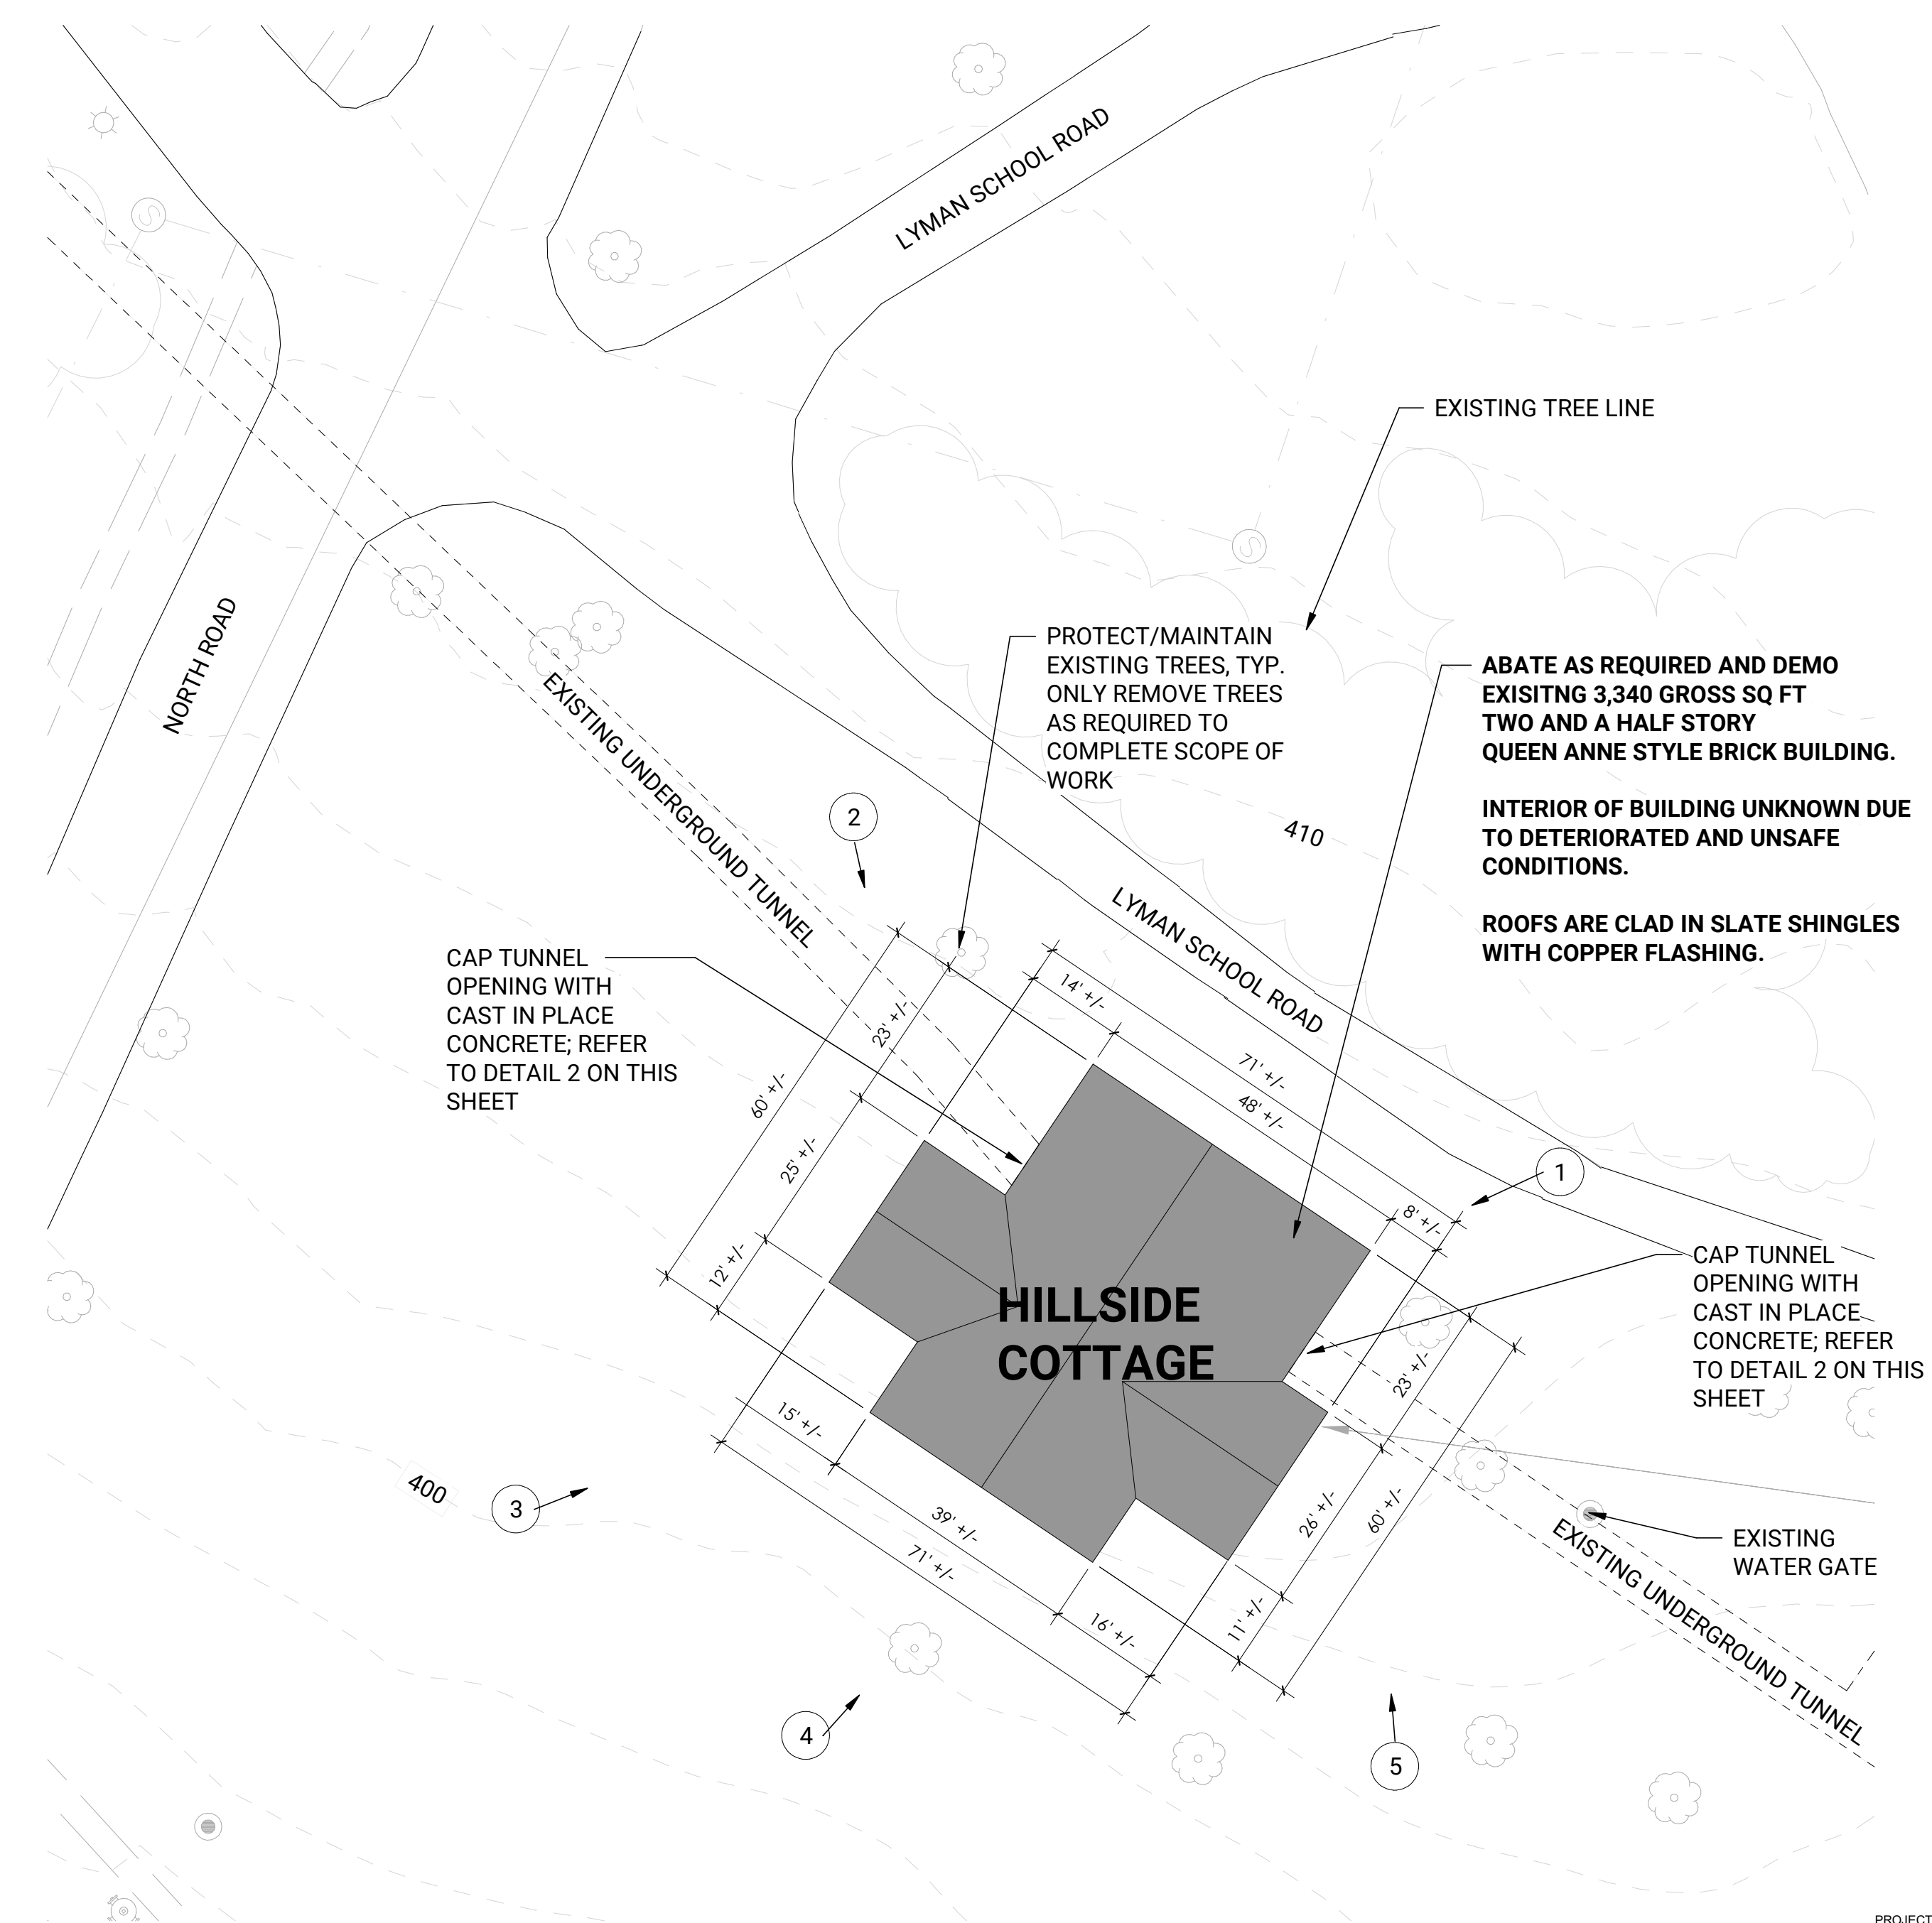 LYMAN SCHOOL ROAD
EXISTING TREE LINE
NORTH ROAD
PROTECT/MAINTAIN
EXISTING TREES, TYP.
ONLY REMOVE TREES
AS REQUIRED TO
COMPLETE SCOPE OF
WORK
ABATE AS REQUIRED AND DEMO
EXISITNG 3,340 GROSS SQ FT
TWO AND A HALF STORY
QUEEN ANNE STYLE BRICK BUILDING.
INTERIOR OF BUILDING UNKNOWN DUE
TO DETERIORATED AND UNSAFE
CONDITIONS.
ROOFS ARE CLAD IN SLATE SHINGLES
WITH COPPER FLASHING.
EXISTING UNDERGROUND TUNNEL
2
410
LYMAN SCHOOL ROAD
CAP TUNNEL
OPENING WITH
CAST IN PLACE
CONCRETE; REFER
TO DETAIL 2 ON THIS
SHEET
23' +/-
14' +/-
71' +/-
48' +/-
60' +/-
25' +/-
12' +/-
1
8' +/-
CAP TUNNEL
OPENING WITH
CAST IN PLACE
CONCRETE; REFER
TO DETAIL 2 ON THIS
SHEET
HILLSIDE
COTTAGE
23' +/-
15' +/-
400
3
39' +/-
71' +/-
26' +/-
60' +/-
EXISTING
WATER GATE
EXISTING UNDERGROUND TUNNEL
16' +/-
11' +/-
4
5
PROJECT